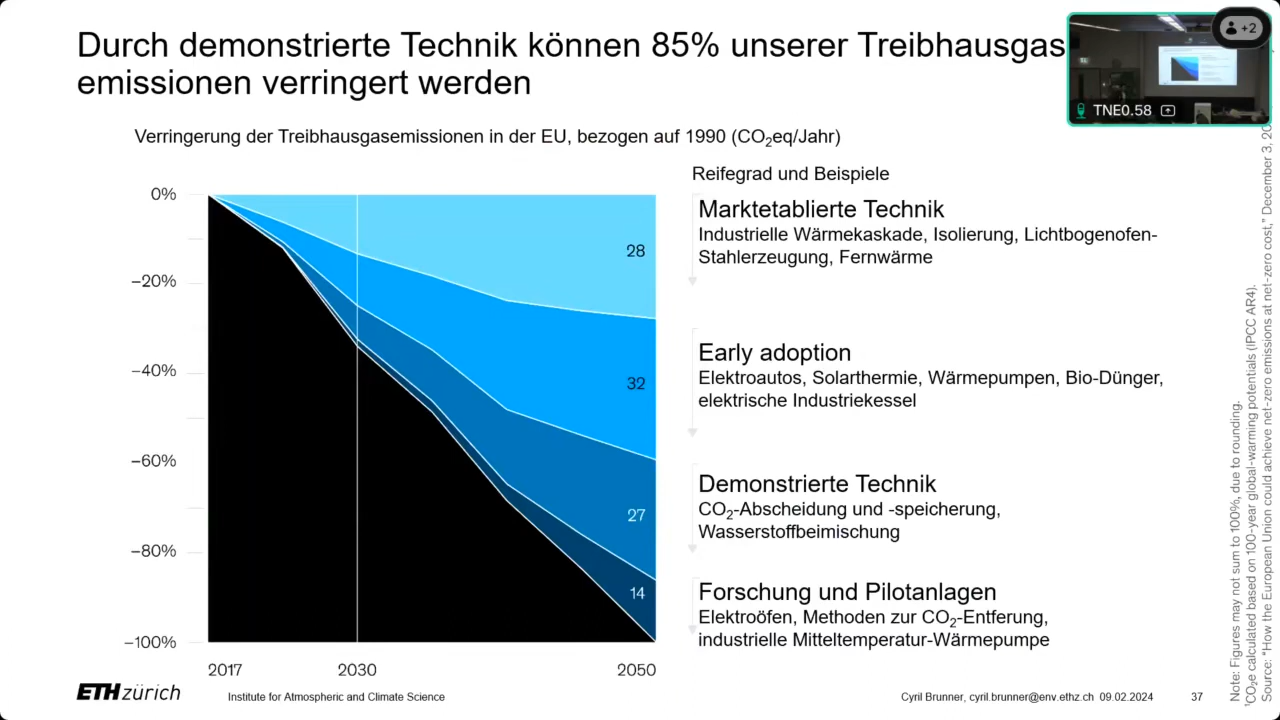 Durch demonstrierte Technik können 85% unserer Treibhausgas
emissionen verringert werden
+2
TNE0.58
Verringerung der Treibhausgasemissionen in der EU, bezogen auf 1990 (CO₂eq/Jahr)
Reifegrad und Beispiele
0%
−20%
−40%
−60%
−80%
−100%
28
32
27
14
2017
2030
2050
Marktetablierte Technik
Industrielle Wärmekaskade, Isolierung, Lichtbogenofen-
Stahlerzeugung, Fernwärme
Early adoption
Elektroautos, Solarthermie, Wärmepumpen, Bio-Dünger,
elektrische Industriekessel
Demonstrierte Technik
CO₂-Abscheidung und -speicherung,
Wasserstoffbeimischung
Forschung und Pilotanlagen
Elektroöfen, Methoden zur CO₂-Entfernung,
industrielle Mitteltemperatur-Wärmepumpe
Note: Figures may not sum to 100%, due to rounding.
¹CO₂e calculated based on 100-year global-warming potentials (IPCC AR4).
Source: "How the European Union could achieve net-zero emissions at net-zero cost," December 3, 20
ETH zürich
Institute for Atmospheric and Climate Science
Cyril Brunner, cyril.brunner@env.ethz.ch 09.02.2024
37